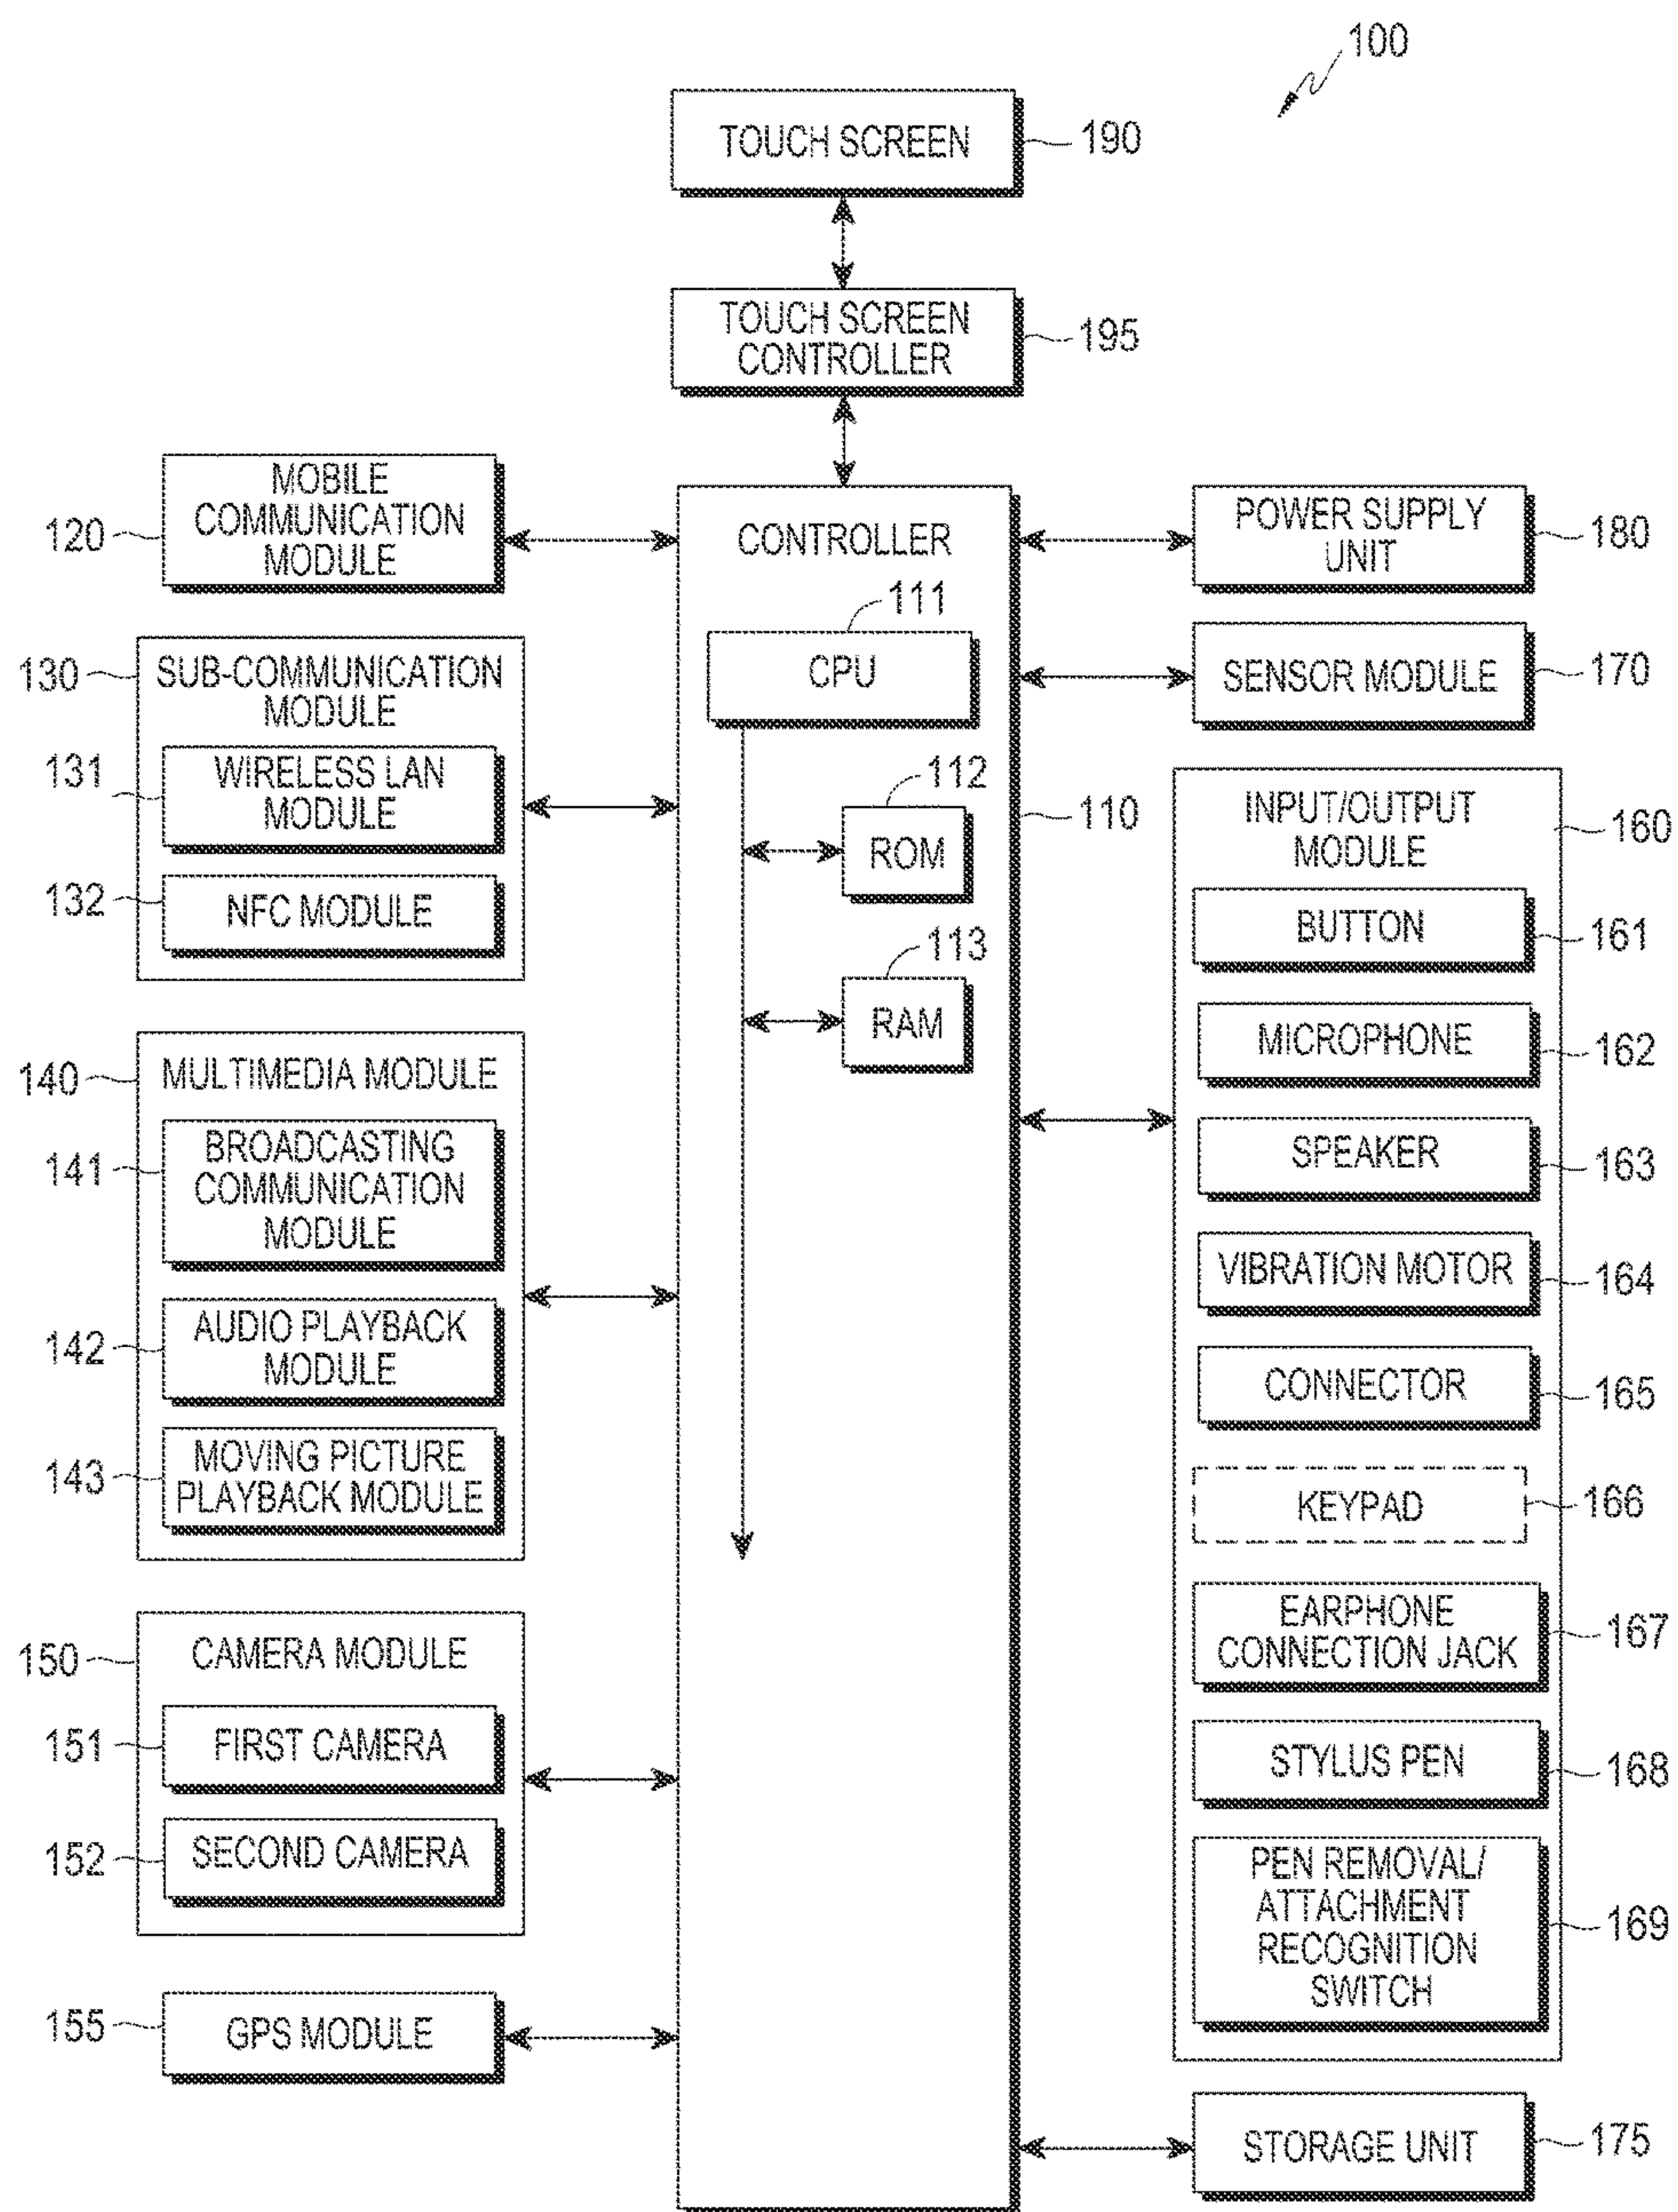 100
TOUCH SCREEN
190
TOUCH SCREEN
CONTROLLER
195
MOBILE
COMMUNICATION
MODULE
120
SUB-COMMUNICATION
MODULE
130
WIRELESS LAN
MODULE
131
NFC MODULE
132
MULTIMEDIA MODULE
140
BROADCASTING
COMMUNICATION
MODULE
141
AUDIO PLAYBACK
MODULE
142
MOVING PICTURE
PLAYBACK MODULE
143
CAMERA MODULE
150
FIRST CAMERA
151
SECOND CAMERA
152
GPS MODULE
155
CONTROLLER
110
111
CPU
112
ROM
113
RAM
POWER SUPPLY
UNIT
180
SENSOR MODULE
170
INPUT/OUTPUT
MODULE
160
BUTTON
161
MICROPHONE
162
SPEAKER
163
VIBRATION MOTOR
164
CONNECTOR
165
KEYPAD
166
EARPHONE
CONNECTION JACK
167
STYLUS PEN
168
PEN REMOVAL/
ATTACHMENT
RECOGNITION
SWITCH
169
STORAGE UNIT
175